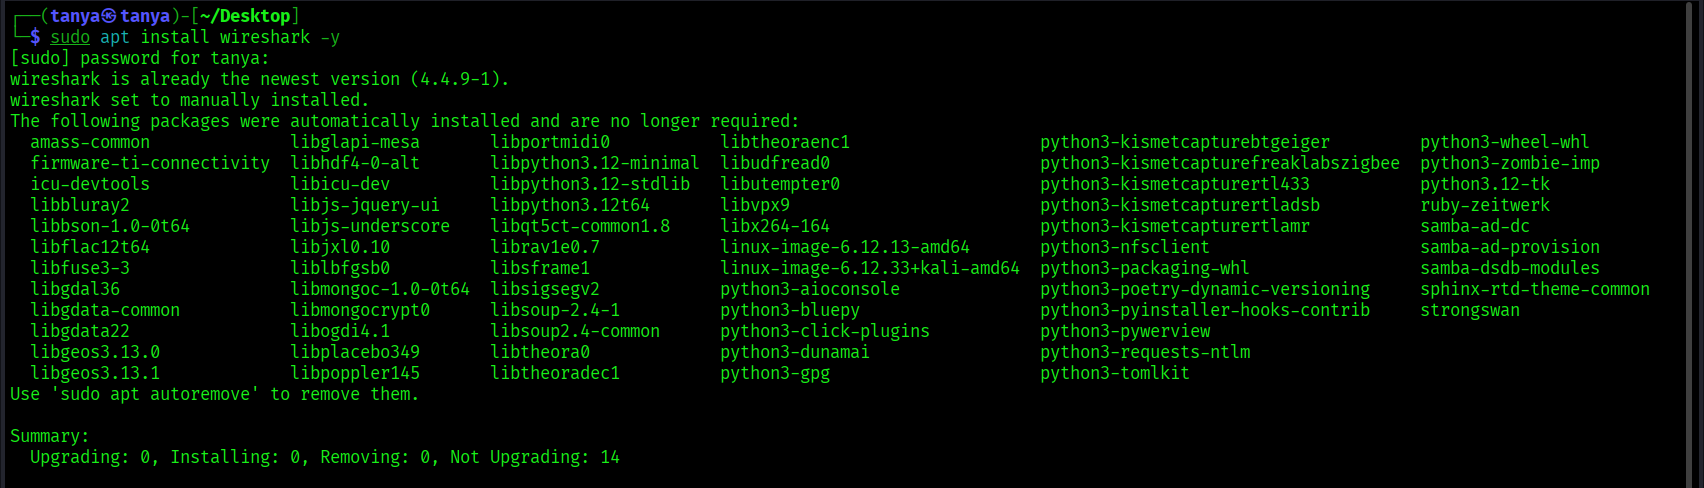 ┌──(tanya㉿tanya)-[~/Desktop]
└─$ sudo apt install wireshark -y
[sudo] password for tanya:
wireshark is already the newest version (4.4.9-1).
wireshark set to manually installed.
The following packages were automatically installed and are no longer required:
  amass-common              libglapi-mesa       libportmidi0          libtheoraenc1                   python3-kismetcapturebtgeiger         python3-wheel-whl
  firmware-ti-connectivity  libhdf4-0-alt       libpython3.12-minimal  libudfread0                     python3-kismetcapturefreaklabszigbee  python3-zombie-imp
  icu-devtools              libicu-dev          libpython3.12-stdlib  libutempter0                    python3-kismetcapturertl433           python3.12-tk
  libbluray2                libjs-jquery-ui     libpython3.12t64      libvpx9                         python3-kismetcapturertladsb          ruby-zeitwerk
  libbson-1.0-0t64          libjs-underscore    libqt5ct-common1.8    libx264-164                     python3-kismetcapturertlamr           samba-ad-dc
  libflac12t64              libjxl0.10          librav1e0.7           linux-image-6.12.13-amd64       python3-nfsclient                     samba-ad-provision
  libfuse3-3                liblbfgsb0          libsframe1            linux-image-6.12.33+kali-amd64  python3-packaging-whl                 samba-dsdb-modules
  libgdal36                 libmongoc-1.0-0t64  libsigsegv2           python3-aioconsole              python3-poetry-dynamic-versioning     sphinx-rtd-theme-common
  libgdata-common           libmongocrypt0      libsoup-2.4-1         python3-bluepy                  python3-pyinstaller-hooks-contrib     strongswan
  libgdata22                libogdi4.1          libsoup2.4-common     python3-click-plugins           python3-pywerview
  libgeos3.13.0             libplacebo349       libtheora0            python3-dunamai                 python3-requests-ntlm
  libgeos3.13.1             libpoppler145       libtheoradec1         python3-gpg                     python3-tomlkit
Use 'sudo apt autoremove' to remove them.
Summary:
  Upgrading: 0, Installing: 0, Removing: 0, Not Upgrading: 14